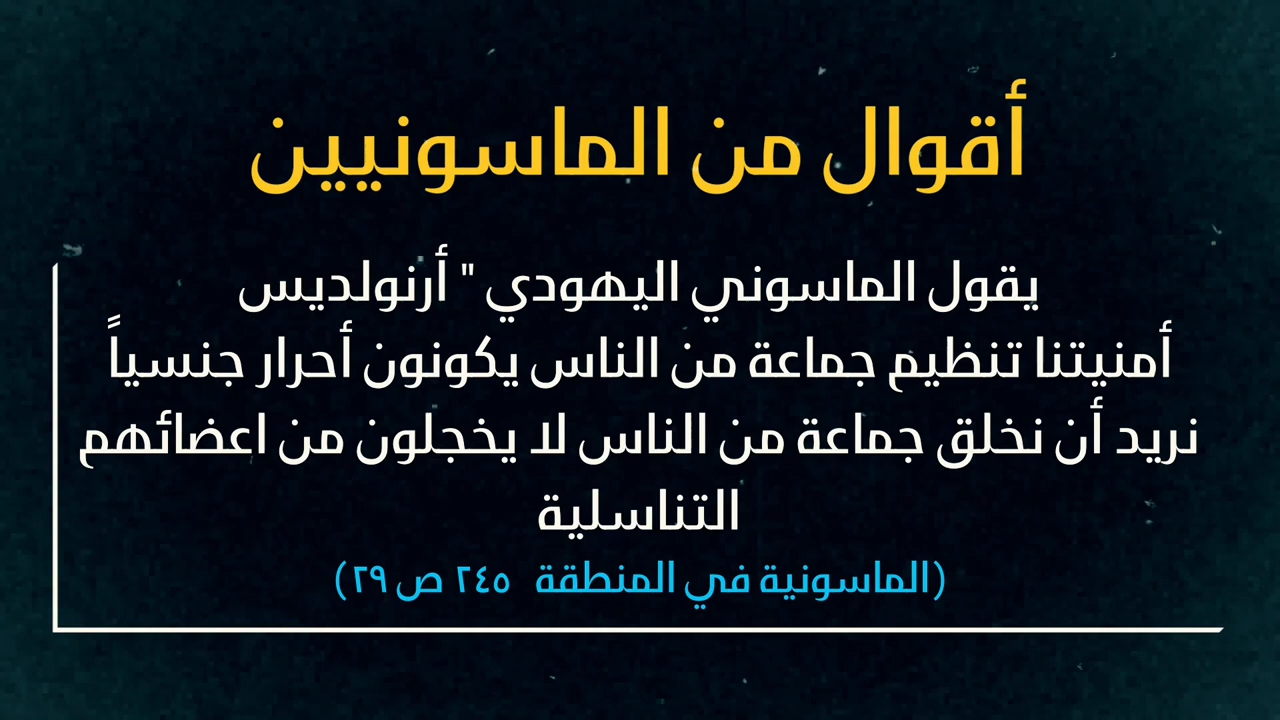 أقوال من الماسونيين
يقول الماسوني اليهودي " أرنولديس
أمنيتنا تنظيم جماعة من الناس يكونون أحرار جنسياً
نريد أن نخلق جماعة من الناس لا يخجلون من اعضائهم
التناسلية
(الماسونية في المنطقة ٢٤٥ ص ٢٩)